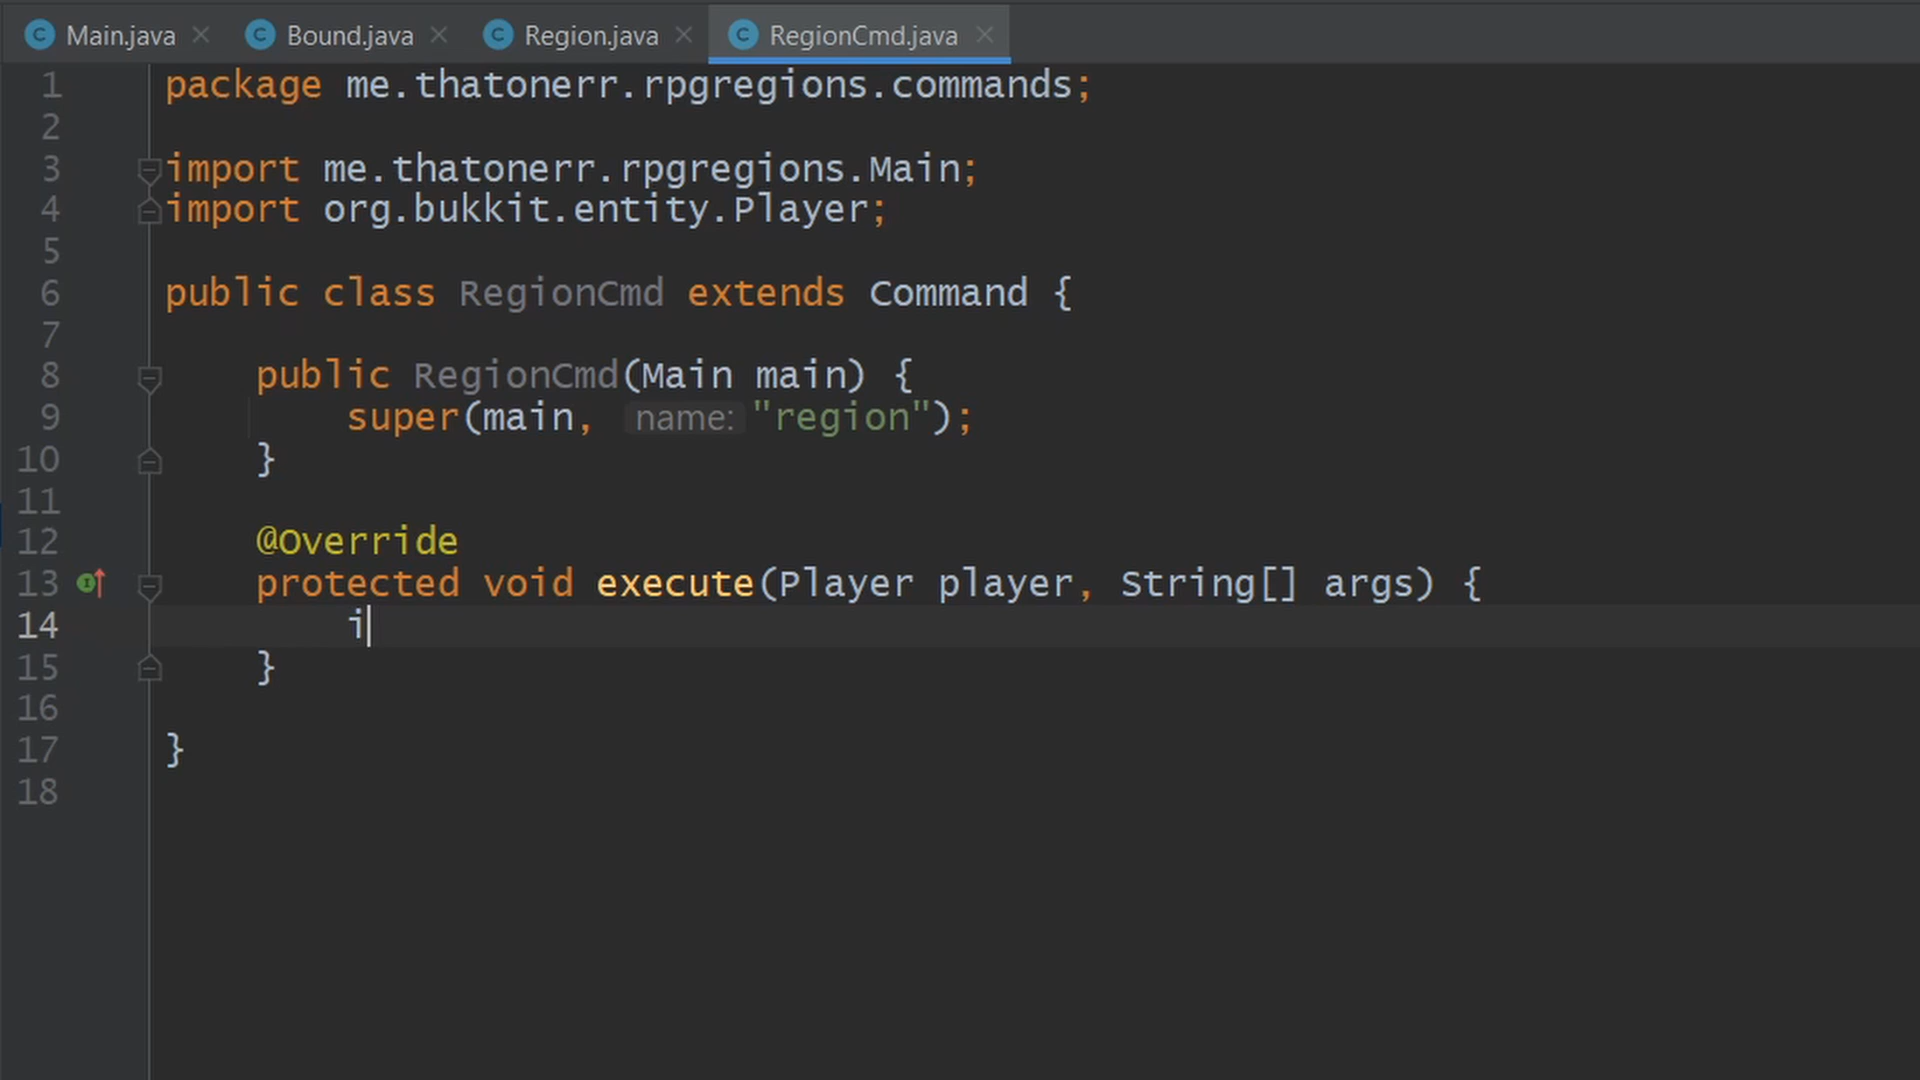 Main.java Bound.java Region.java RegionCmd.java
1 package me.thatonerr.rpgregions.commands;
2
3 import me.thatonerr.rpgregions.Main;
4 import org.bukkit.entity.Player;
5
6 public class RegionCmd extends Command {
7
8 public RegionCmd(Main main) {
9 super(main, name: "region");
10 }
11
12 @Override
13 protected void execute(Player player, String[] args) {
14 i
15 }
16
17 }
18